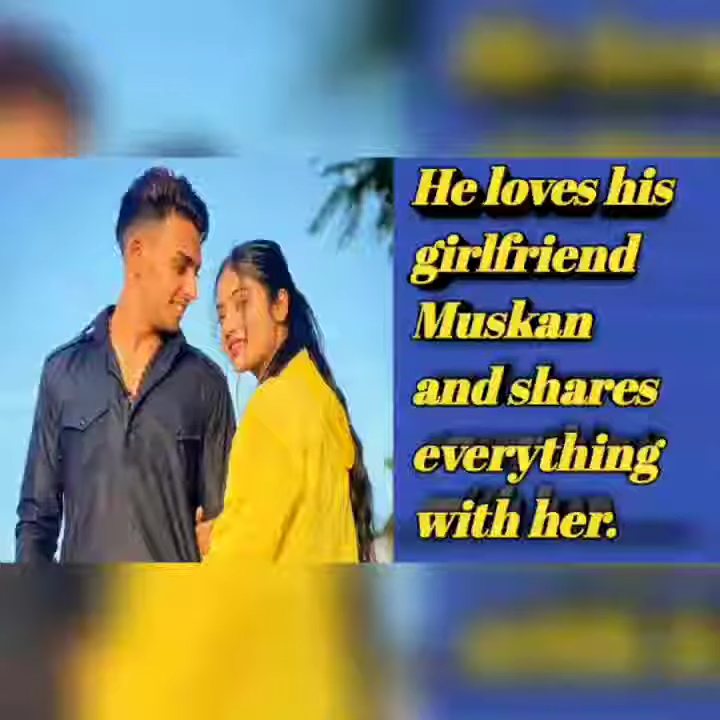 He loves his
girlfriend
Muskan
and shares
everything
with her.